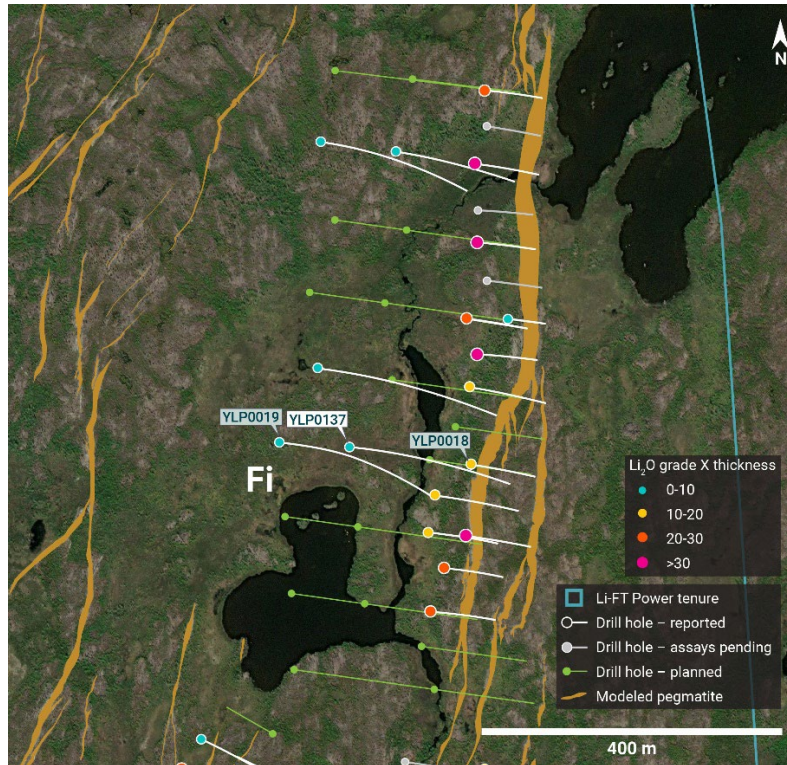 N
YLP0019
YLP0137
YLP0018
Fi
Li₂O grade X thickness
0-10
10-20
20-30
>30
Li-FT Power tenure
Drill hole – reported
Drill hole – assays pending
Drill hole – planned
Modeled pegmatite
400 m